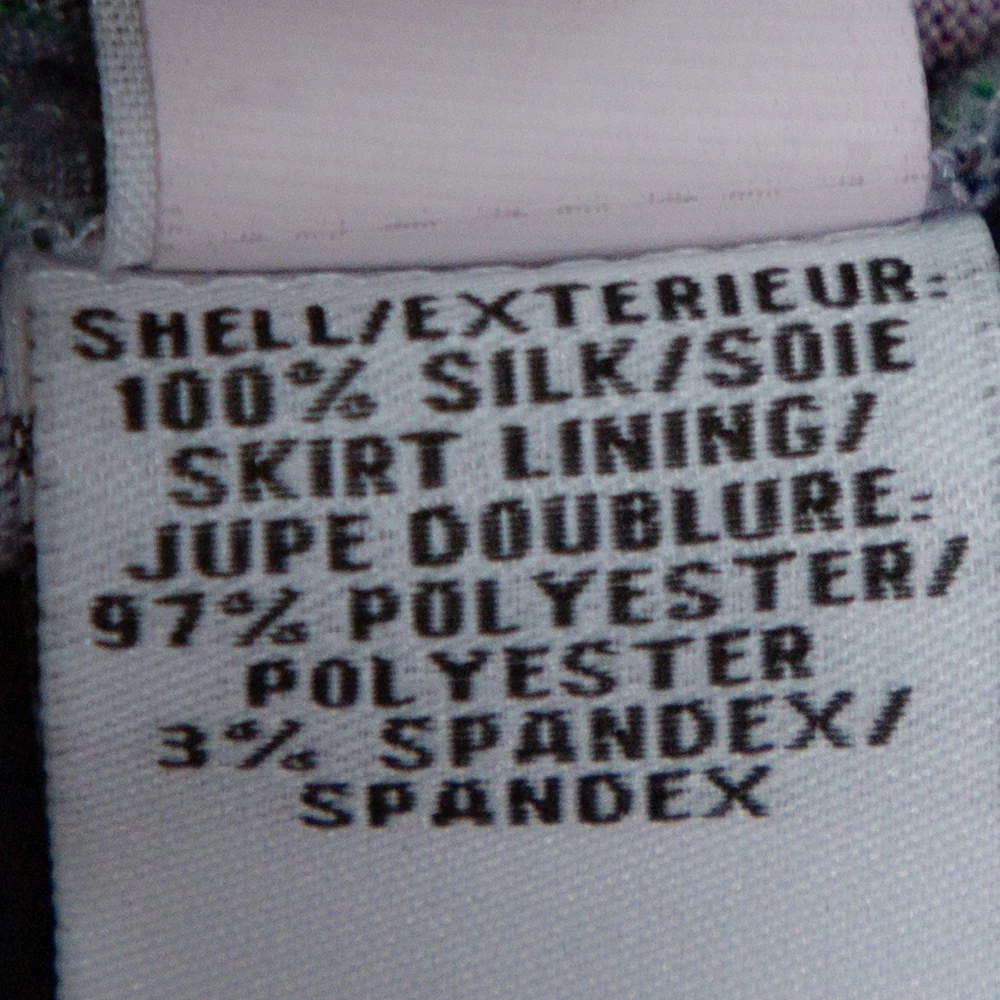 SHELL/EXTERIEUR:
100% SILK/SOIE
SKIRT LINING/
JUPE DOUBLURE:
97% POLYESTER/
POLYESTER
3% SPANDEX/
SPANDEX